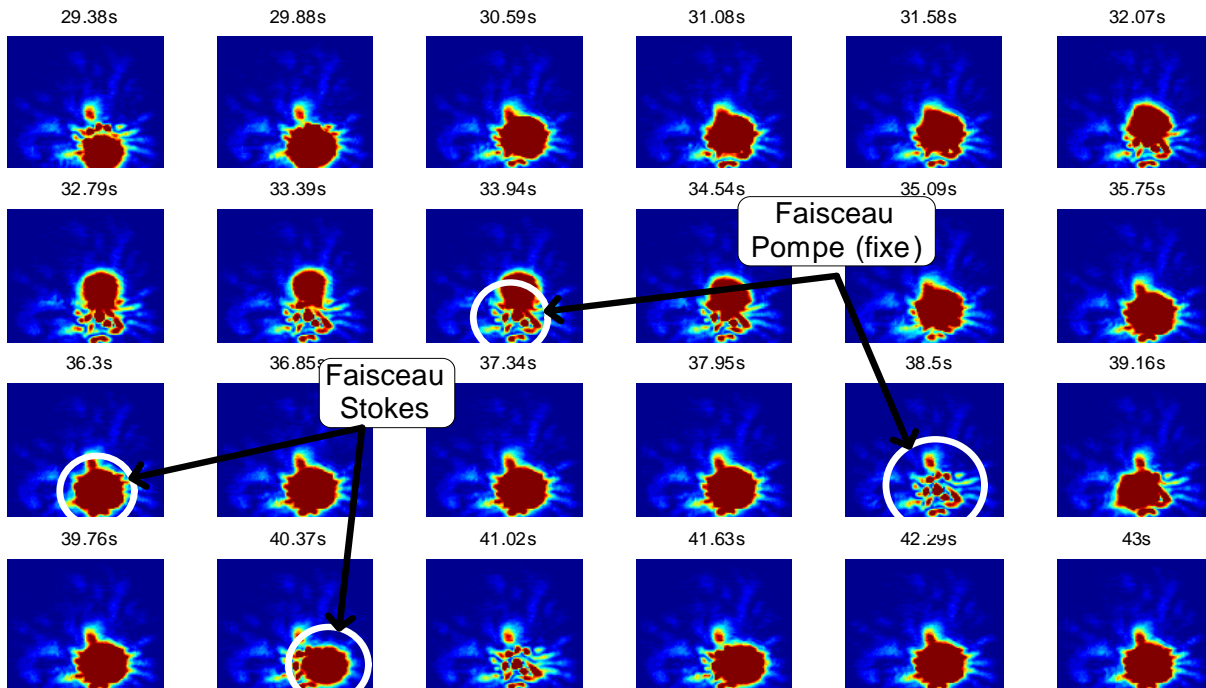 29.38s
29.88s
30.59s
31.08s
31.58s
32.07s
32.79s
33.39s
33.94s
34.54s
35.09s
35.75s
Faisceau
Pompe (fixe)
36.3s
36.85s
37.34s
37.95s
38.5s
39.16s
Faisceau
Stokes
39.76s
40.37s
41.02s
41.63s
42.29s
43s